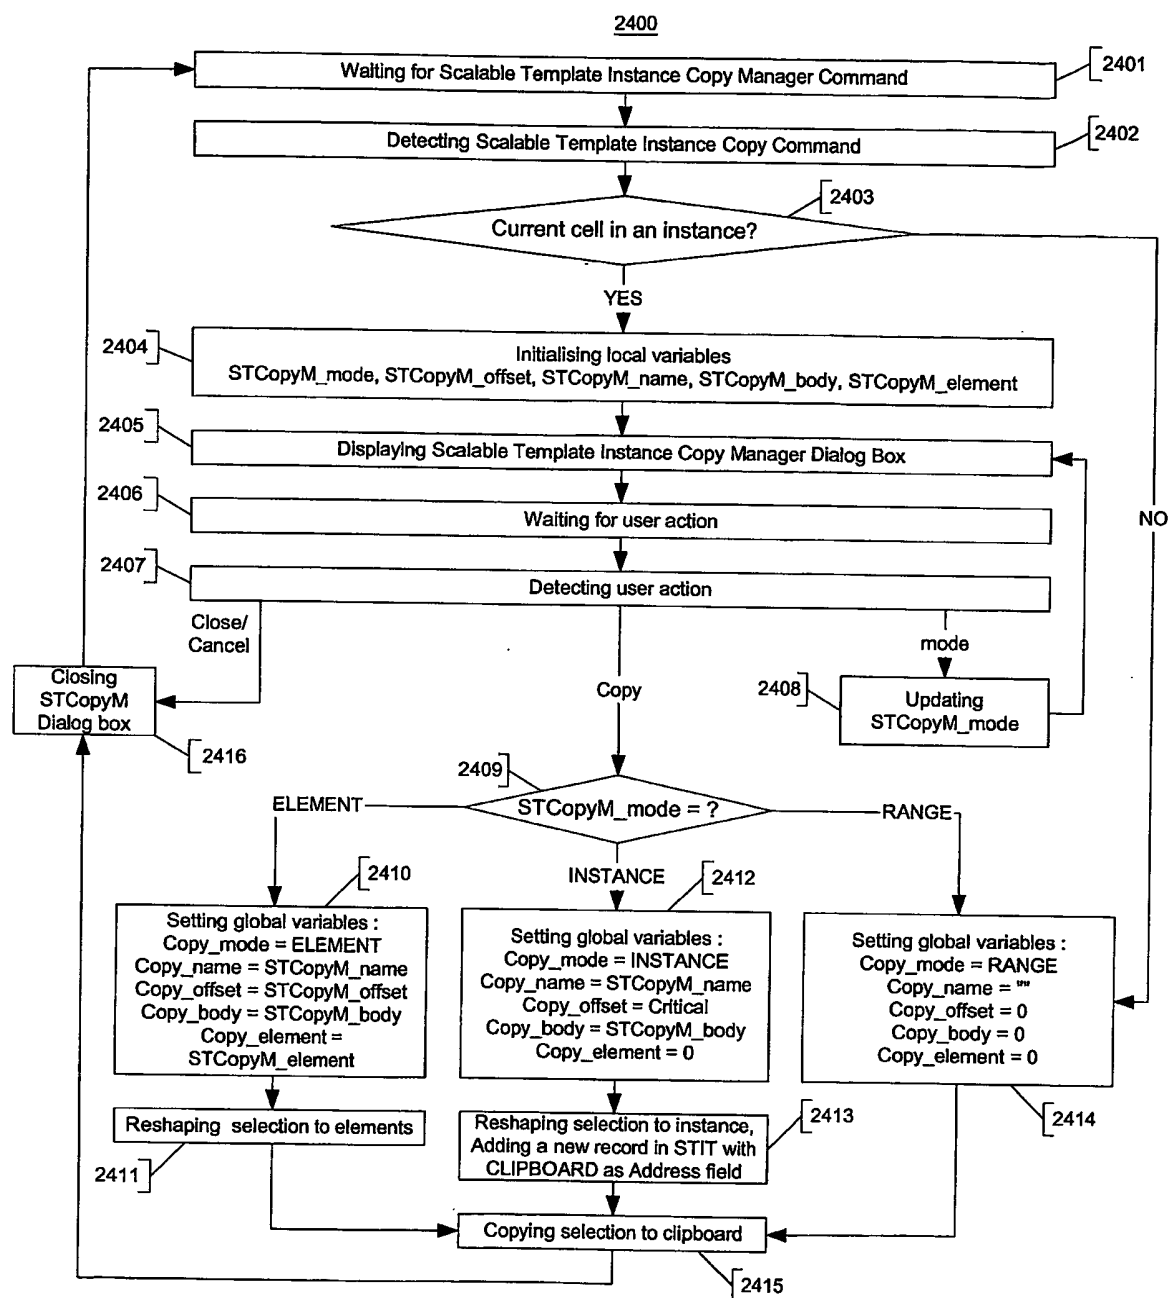 2400
Waiting for Scalable Template Instance Copy Manager Command
2401
Detecting Scalable Template Instance Copy Command
2402
2403
Current cell in an instance?
YES
2404
Initialising local variables
STCopyM_mode, STCopyM_offset, STCopyM_name, STCopyM_body, STCopyM_element
2405
Displaying Scalable Template Instance Copy Manager Dialog Box
2406
Waiting for user action
NO
2407
Detecting user action
Close/
Cancel
mode
Closing
STCopyM
Dialog box
2416
Copy
2408
Updating
STCopyM_mode
2409
STCopyM_mode = ?
ELEMENT
RANGE
INSTANCE
2410
Setting global variables :
Copy_mode = ELEMENT
Copy_name = STCopyM_name
Copy_offset = STCopyM_offset
Copy_body = STCopyM_body
Copy_element =
STCopyM_element
2412
Setting global variables :
Copy_mode = INSTANCE
Copy_name = STCopyM_name
Copy_offset = Critical
Copy_body = STCopyM_body
Copy_element = 0
Setting global variables :
Copy_mode = RANGE
Copy_name = ""
Copy_offset = 0
Copy_body = 0
Copy_element = 0
2414
Reshaping selection to elements
2411
Reshaping selection to instance,
Adding a new record in STIT with
CLIPBOARD as Address field
2413
Copying selection to clipboard
2415